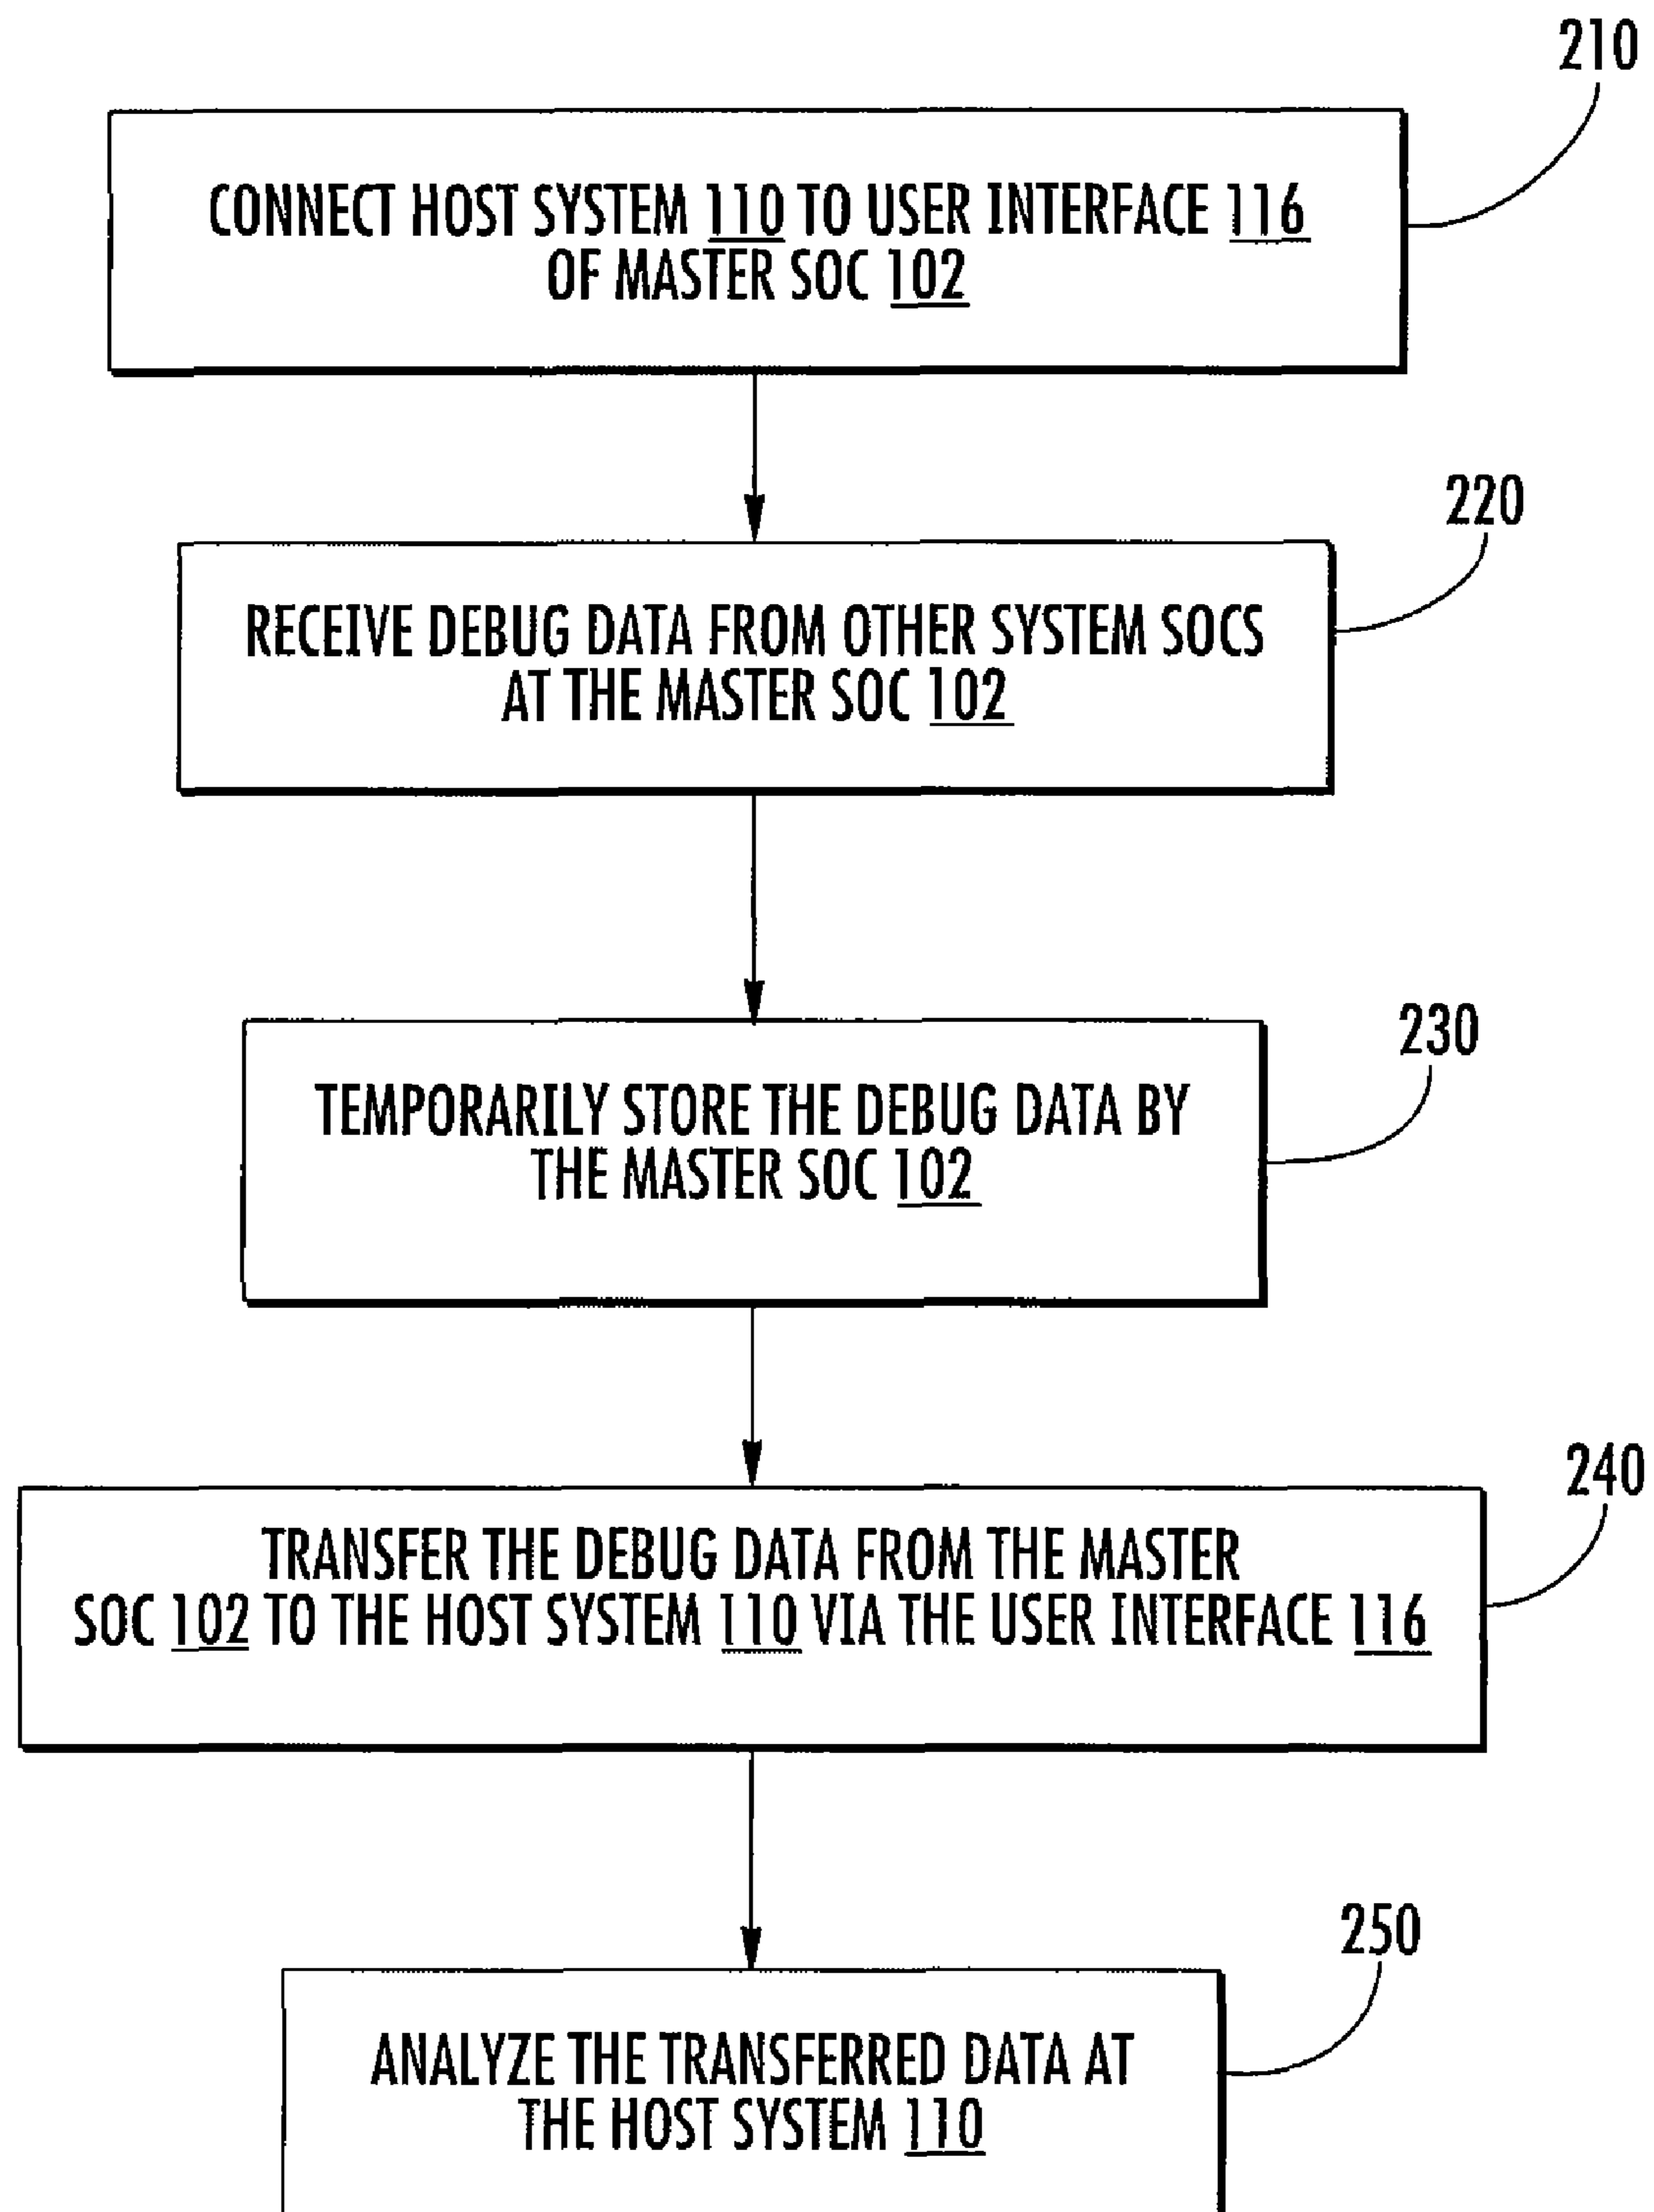 210
CONNECT HOST SYSTEM 110 TO USER INTERFACE 116
OF MASTER SOC 102
220
RECEIVE DEBUG DATA FROM OTHER SYSTEM SOCS
AT THE MASTER SOC 102
230
TEMPORARILY STORE THE DEBUG DATA BY
THE MASTER SOC 102
240
TRANSFER THE DEBUG DATA FROM THE MASTER
SOC 102 TO THE HOST SYSTEM 110 VIA THE USER INTERFACE 116
250
ANALYZE THE TRANSFERRED DATA AT
THE HOST SYSTEM 110